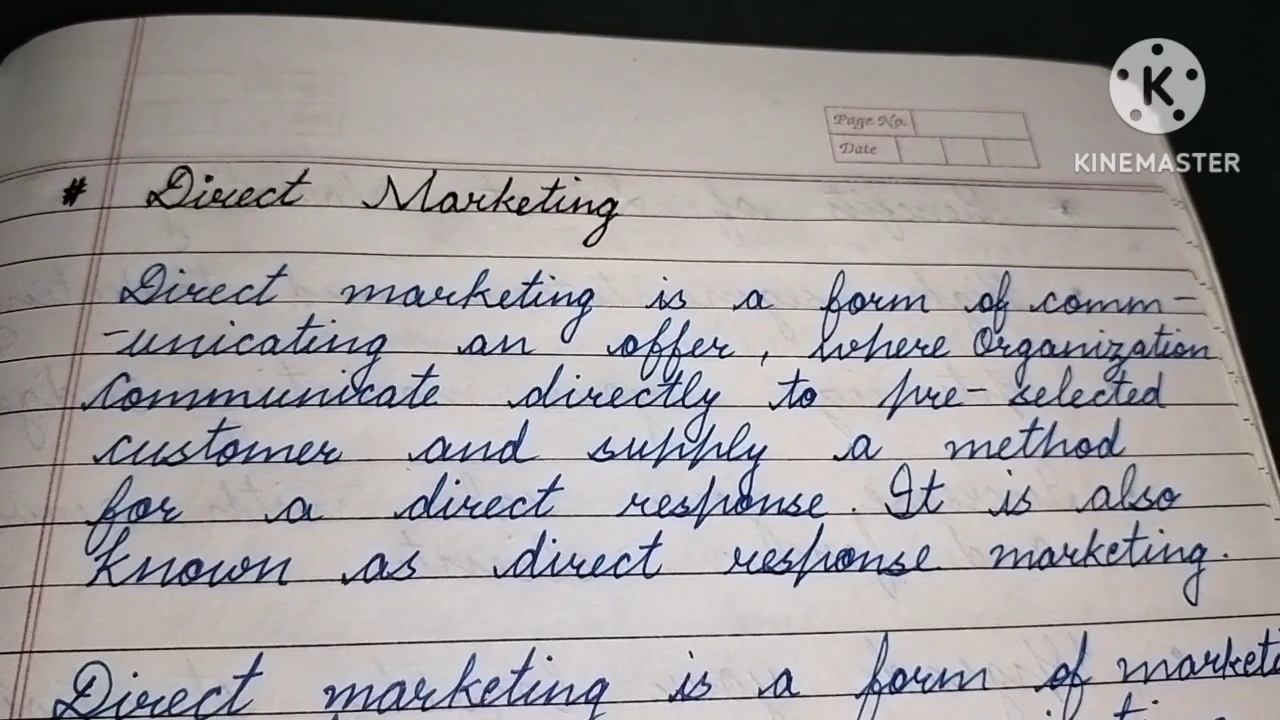 Page No.
Date
K
KINEMASTER
# Direct Marketing
Direct marketing is a form of comm-
-unicating an offer, where Organization
Communicate directly to pre-selected
customer and supply a method
for a direct response. It is also
known as direct response marketing.
Direct marketing is a form of marketi